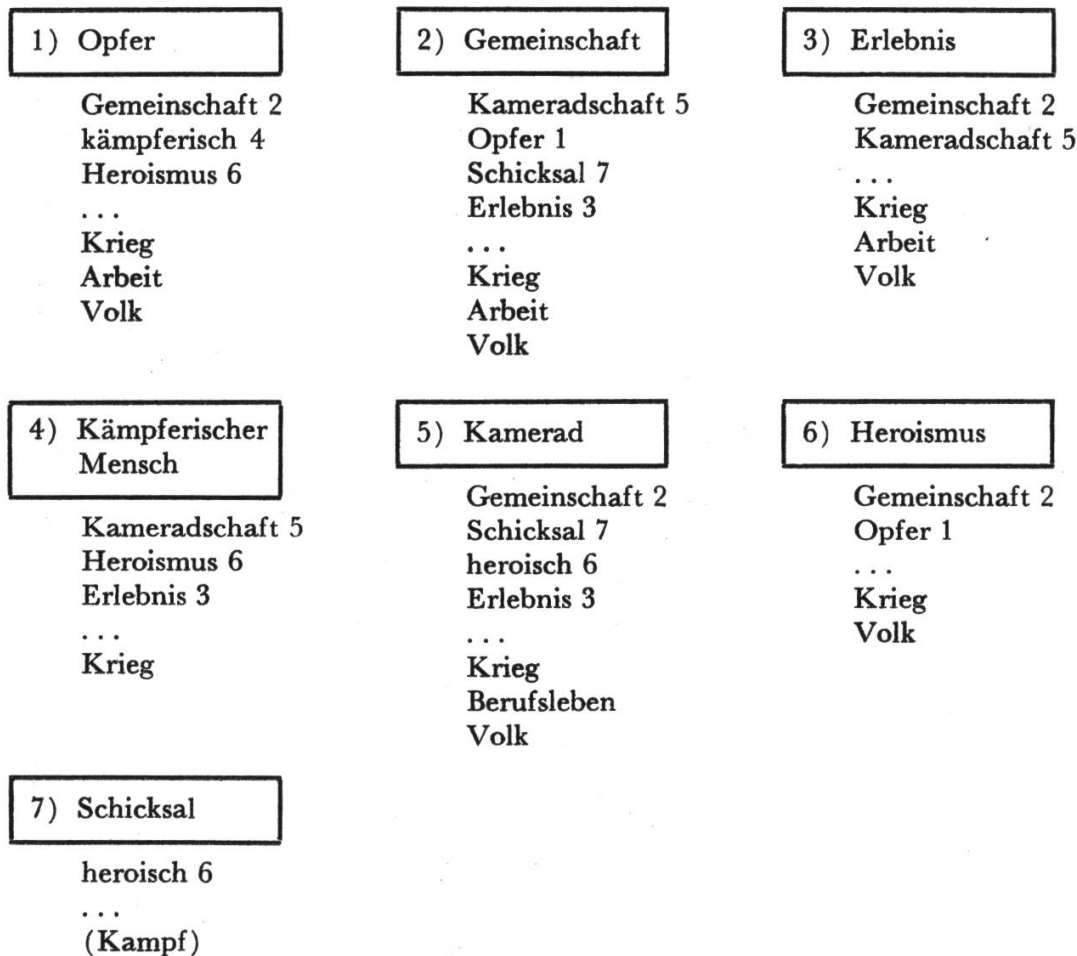 1) Opfer
Gemeinschaft 2
kämpferisch 4
Heroismus 6
...
Krieg
Arbeit
Volk
2) Gemeinschaft
Kameradschaft 5
Opfer 1
Schicksal 7
Erlebnis 3
...
Krieg
Arbeit
Volk
3) Erlebnis
Gemeinschaft 2
Kameradschaft 5
...
Krieg
Arbeit
Volk
4) Kämpferischer
Mensch
Kameradschaft 5
Heroismus 6
Erlebnis 3
...
Krieg
5) Kamerad
Gemeinschaft 2
Schicksal 7
heroisch 6
Erlebnis 3
...
Krieg
Berufsleben
Volk
6) Heroismus
Gemeinschaft 2
Opfer 1
...
Krieg
Volk
7) Schicksal
heroisch 6
...
(Kampf)